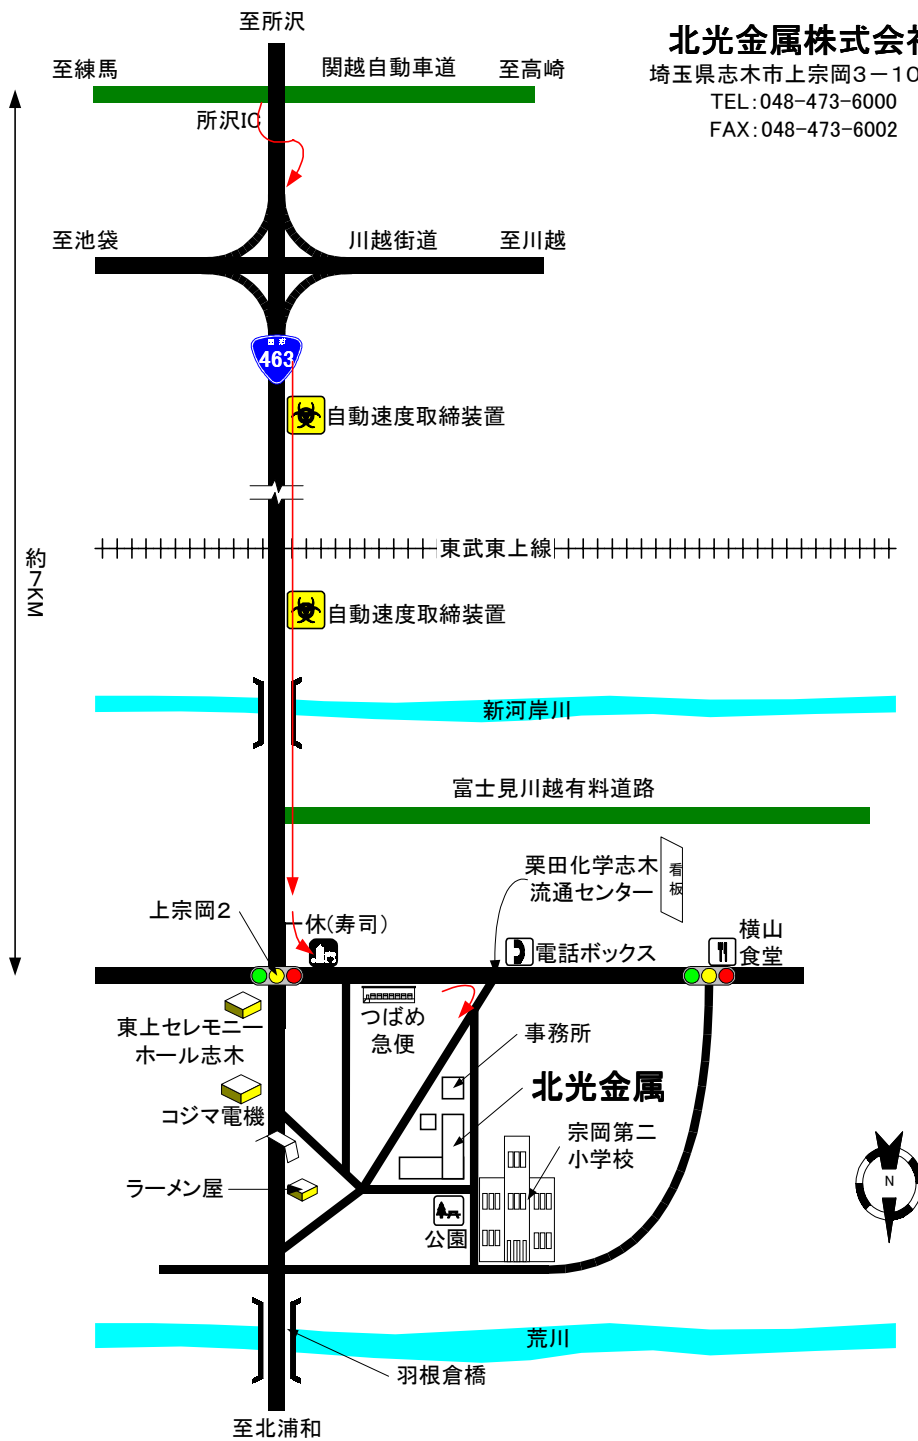 至所沢
北光金属株式会社
至練馬
関越自動車道
至高崎
埼玉県志木市上宗岡3-10
TEL:048-473-6000
FAX:048-473-6002
所沢IC
至池袋
川越街道
至川越
463
自動速度取締装置
東武東上線
約7KM
自動速度取締装置
新河岸川
富士見川越有料道路
栗田化学志木
流通センター
看板
上宗岡2
一休(寿司)
電話ボックス
横山
食堂
つばめ
急便
東上セレモニー
ホール志木
事務所
北光金属
コジマ電機
宗岡第二
小学校
ラーメン屋
公園
N
荒川
羽根倉橋
至北浦和